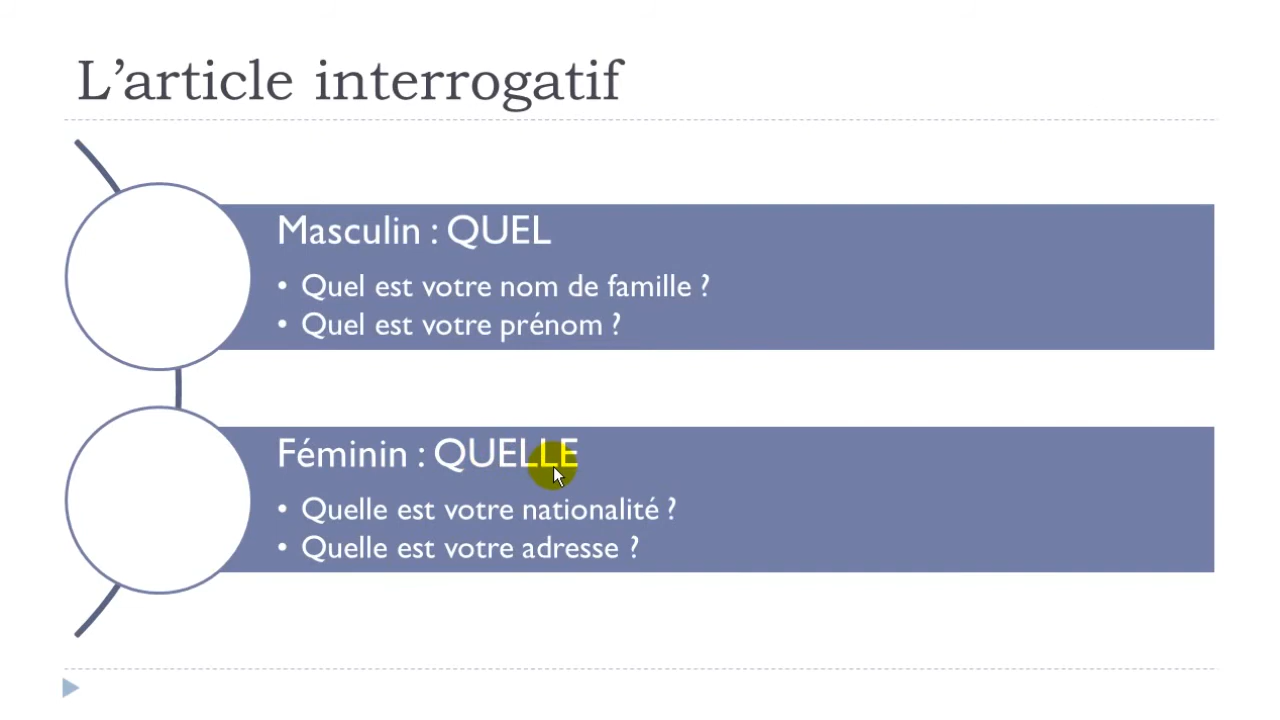 L’article interrogatif
Masculin : QUEL
• Quel est votre nom de famille ?
• Quel est votre prénom ?
Féminin : QUELLE
• Quelle est votre nationalité ?
• Quelle est votre adresse ?